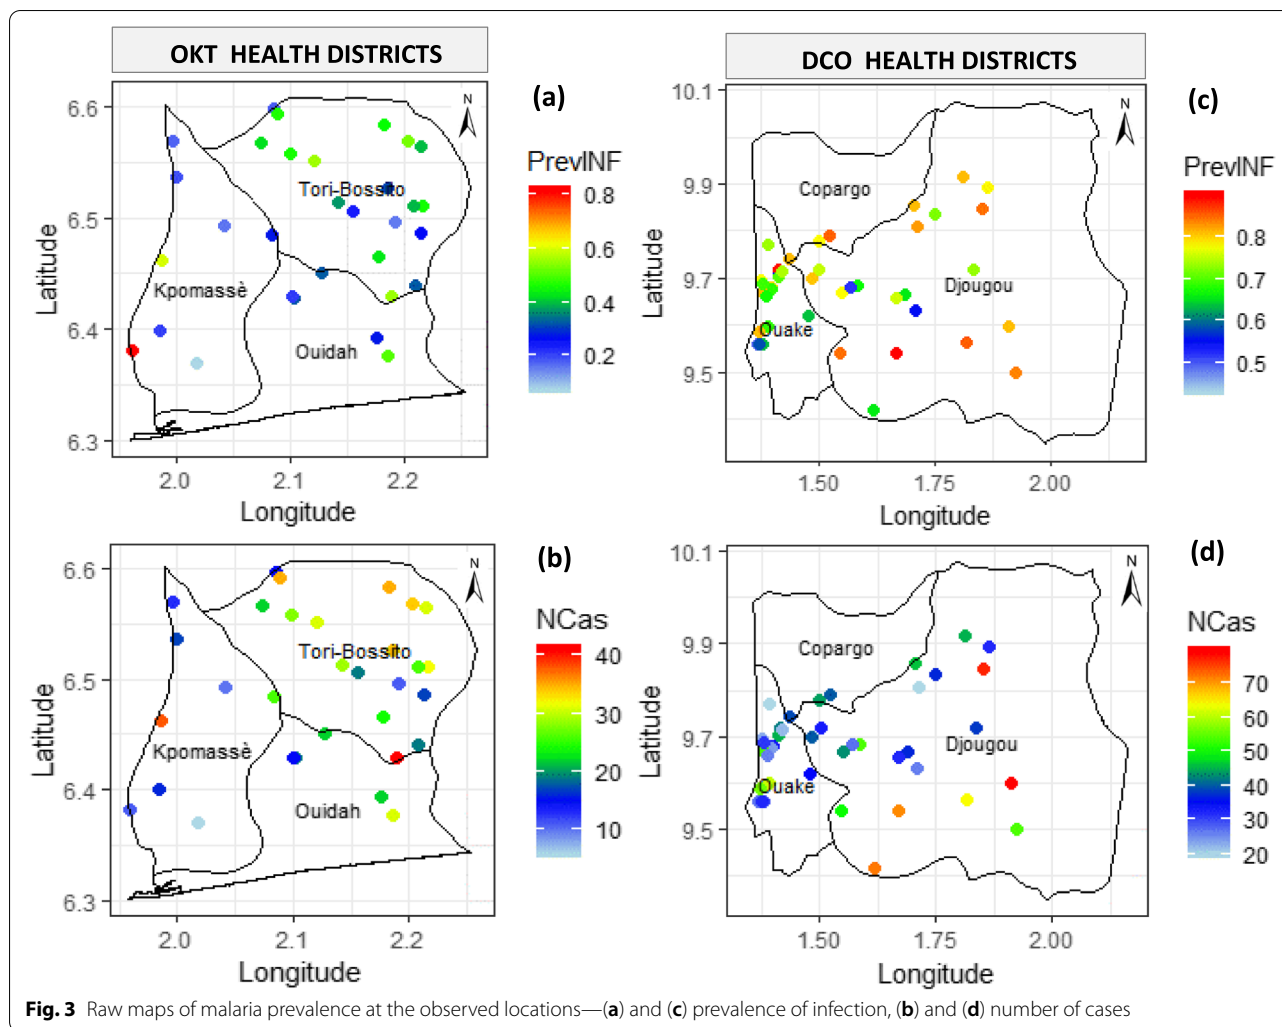 OKT HEALTH DISTRICTS
DCO HEALTH DISTRICTS
(a)
N
6.6
6.5
6.4
6.3
Latitude
Tori-Bossito
Kpomassè
Ouidah
2.0
2.1
2.2
Longitude
PrevINF
0.8
0.6
0.4
0.2
(c)
N
10.1
9.9
9.7
9.5
Latitude
Copargo
Djougou
Ouake
1.50
1.75
2.00
Longitude
PrevINF
0.8
0.7
0.6
0.5
(b)
N
6.6
6.5
6.4
6.3
Latitude
Tori-Bossito
Kpomassè
Ouidah
2.0
2.1
2.2
Longitude
NCas
40
30
20
10
(d)
N
10.1
9.9
9.7
9.5
Latitude
Copargo
Djougou
Ouake
1.50
1.75
2.00
Longitude
NCas
70
60
50
40
30
20
Fig. 3 Raw maps of malaria prevalence at the observed locations—(a) and (c) prevalence of infection, (b) and (d) number of cases